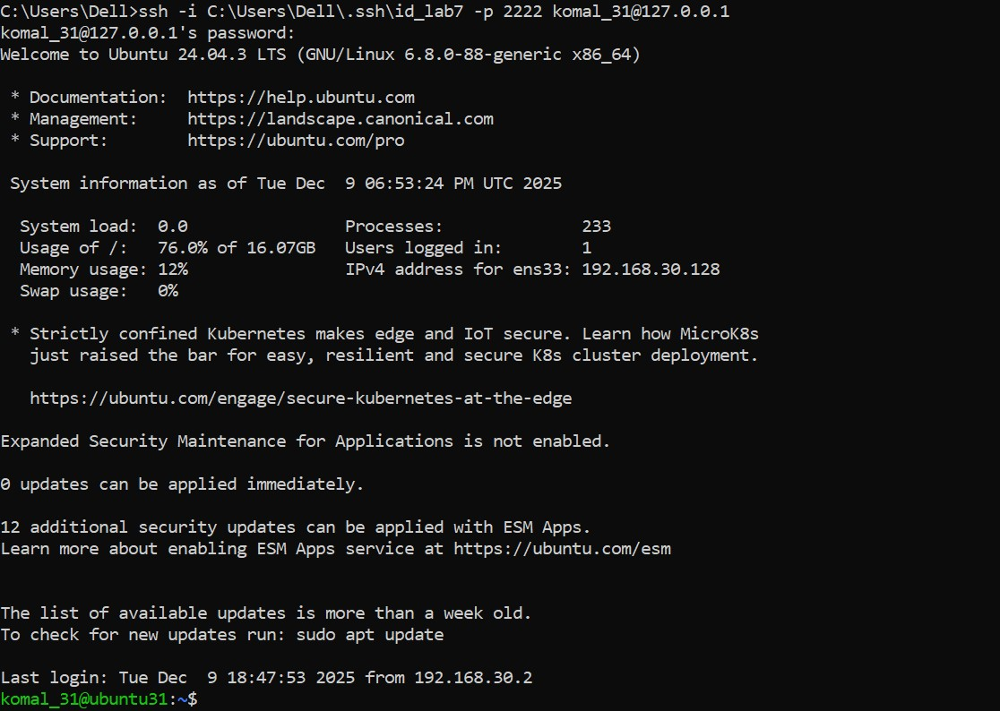 C:\Users\Dell>ssh -i C:\Users\Dell\.ssh\id_lab7 -p 2222 komal_31@127.0.0.1
komal_31@127.0.0.1's password:
Welcome to Ubuntu 24.04.3 LTS (GNU/Linux 6.8.0-88-generic x86_64)
* Documentation:  https://help.ubuntu.com
* Management:     https://landscape.canonical.com
* Support:        https://ubuntu.com/pro
System information as of Tue Dec  9 06:53:24 PM UTC 2025
System load:  0.0                Processes:              233
Usage of /:   76.0% of 16.07GB   Users logged in:        1
Memory usage: 12%                IPv4 address for ens33: 192.168.30.128
Swap usage:   0%
* Strictly confined Kubernetes makes edge and IoT secure. Learn how MicroK8s
just raised the bar for easy, resilient and secure K8s cluster deployment.
https://ubuntu.com/engage/secure-kubernetes-at-the-edge
Expanded Security Maintenance for Applications is not enabled.
0 updates can be applied immediately.
12 additional security updates can be applied with ESM Apps.
Learn more about enabling ESM Apps service at https://ubuntu.com/esm
The list of available updates is more than a week old.
To check for new updates run: sudo apt update
Last login: Tue Dec  9 18:47:53 2025 from 192.168.30.2
komal_31@ubuntu31:~$